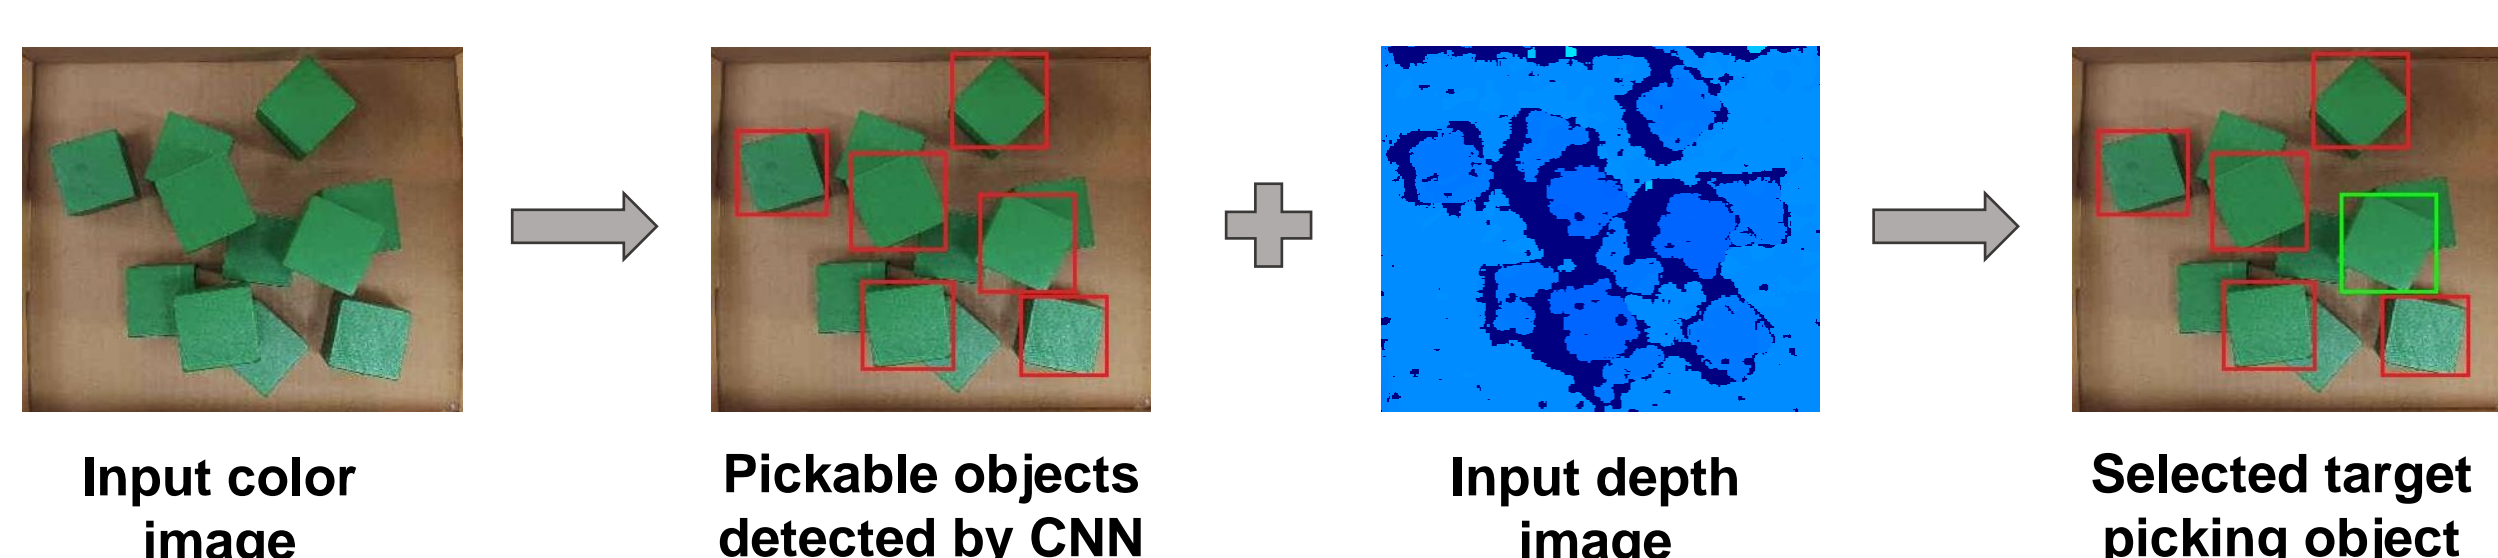 Input color
image
Pickable objects
detected by CNN
Input depth
image
Selected target
picking object